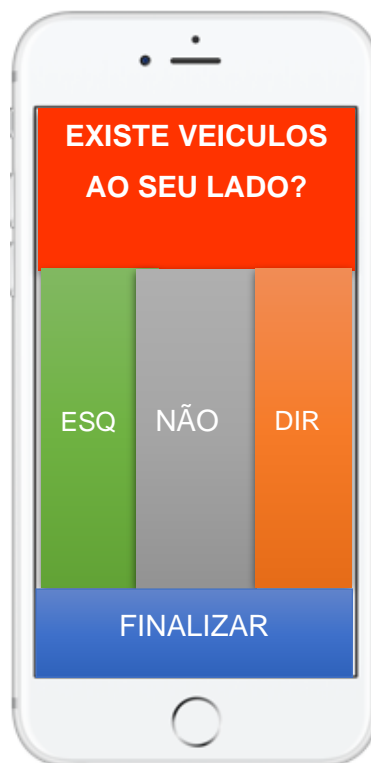 EXISTE VEICULOS
AO SEU LADO?
ESQ
NÃO
DIR
FINALIZAR